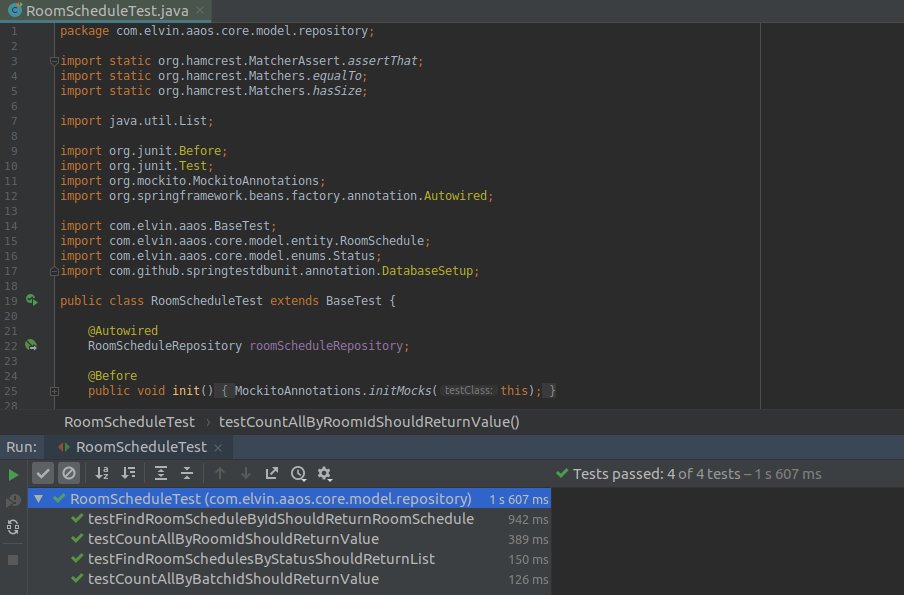 RoomScheduleTest.java
1 package com.elvin.aaos.core.model.repository;
2
3 import static org.hamcrest.MatcherAssert.assertThat;
4 import static org.hamcrest.Matchers.equalTo;
5 import static org.hamcrest.Matchers.hasSize;
6
7 import java.util.List;
8
9 import org.junit.Before;
10 import org.junit.Test;
11 import org.mockito.MockitoAnnotations;
12 import org.springframework.beans.factory.annotation.Autowired;
13
14 import com.elvin.aaos.BaseTest;
15 import com.elvin.aaos.core.model.entity.RoomSchedule;
16 import com.elvin.aaos.core.model.enums.Status;
17 import com.github.springtestdbunit.annotation.DatabaseSetup;
18
19 public class RoomScheduleTest extends BaseTest {
20
21 @Autowired
22 RoomScheduleRepository roomScheduleRepository;
23
24 @Before
25 public void init() { MockitoAnnotations.initMocks( testClass: this); }
28
RoomScheduleTest › testCountAllByRoomIdShouldReturnValue()
Run: RoomScheduleTest
Tests passed: 4 of 4 tests – 1 s 607 ms
RoomScheduleTest (com.elvin.aaos.core.model.repository) 1 s 607 ms
testFindRoomScheduleByIdShouldReturnRoomSchedule 942 ms
testCountAllByRoomIdShouldReturnValue 389 ms
testFindRoomSchedulesByStatusShouldReturnList 150 ms
testCountAllByBatchIdShouldReturnValue 126 ms